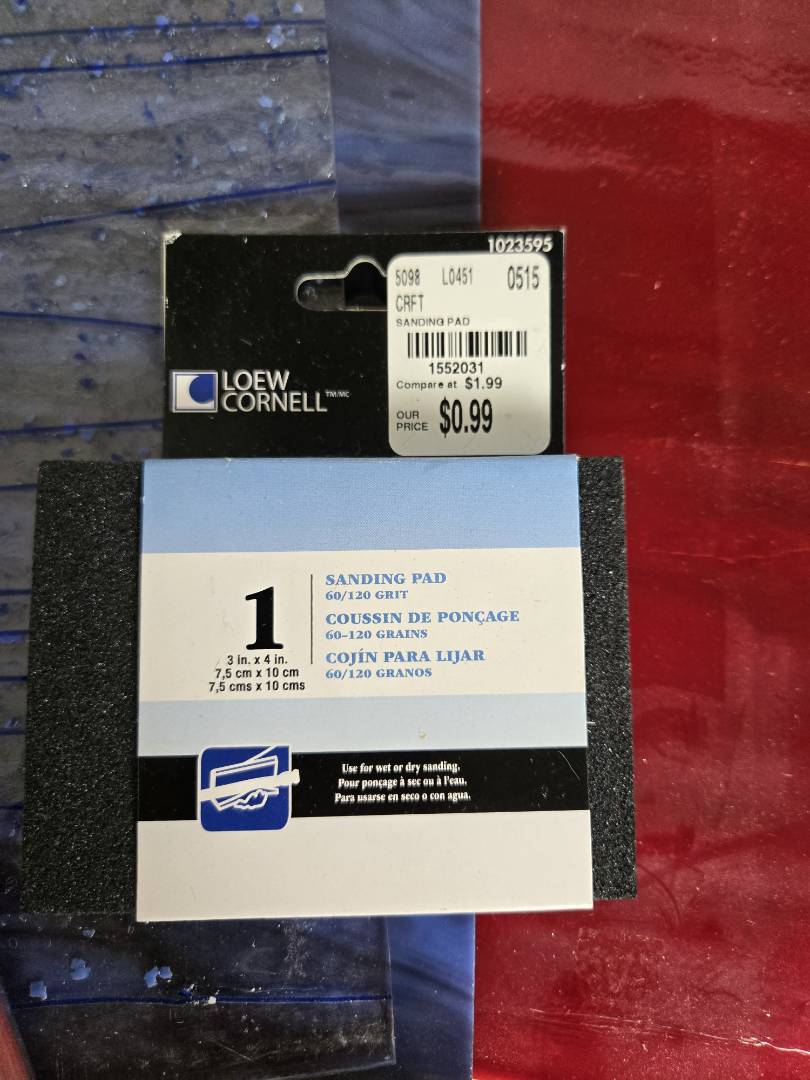 1023595
5098 L0451 0515
CRFT
SANDING PAD
1552031
Compare at $1.99
OUR
PRICE $0.99
LOEW
CORNELL TM/MC
1
3 in. x 4 in.
7,5 cm x 10 cm
7,5 cms x 10 cms
SANDING PAD
60/120 GRIT
COUSSIN DE PONÇAGE
60-120 GRAINS
COJÍN PARA LIJAR
60/120 GRANOS
Use for wet or dry sanding.
Pour ponçage à sec ou à l'eau.
Para usarse en seco o con agua.